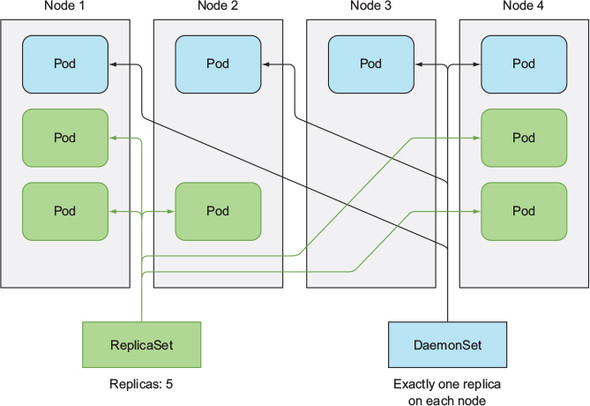 Node 1
Node 2
Node 3
Node 4
Pod
Pod
Pod
Pod
Pod
Pod
Pod
Pod
Pod
ReplicaSet
DaemonSet
Replicas: 5
Exactly one replica
on each node